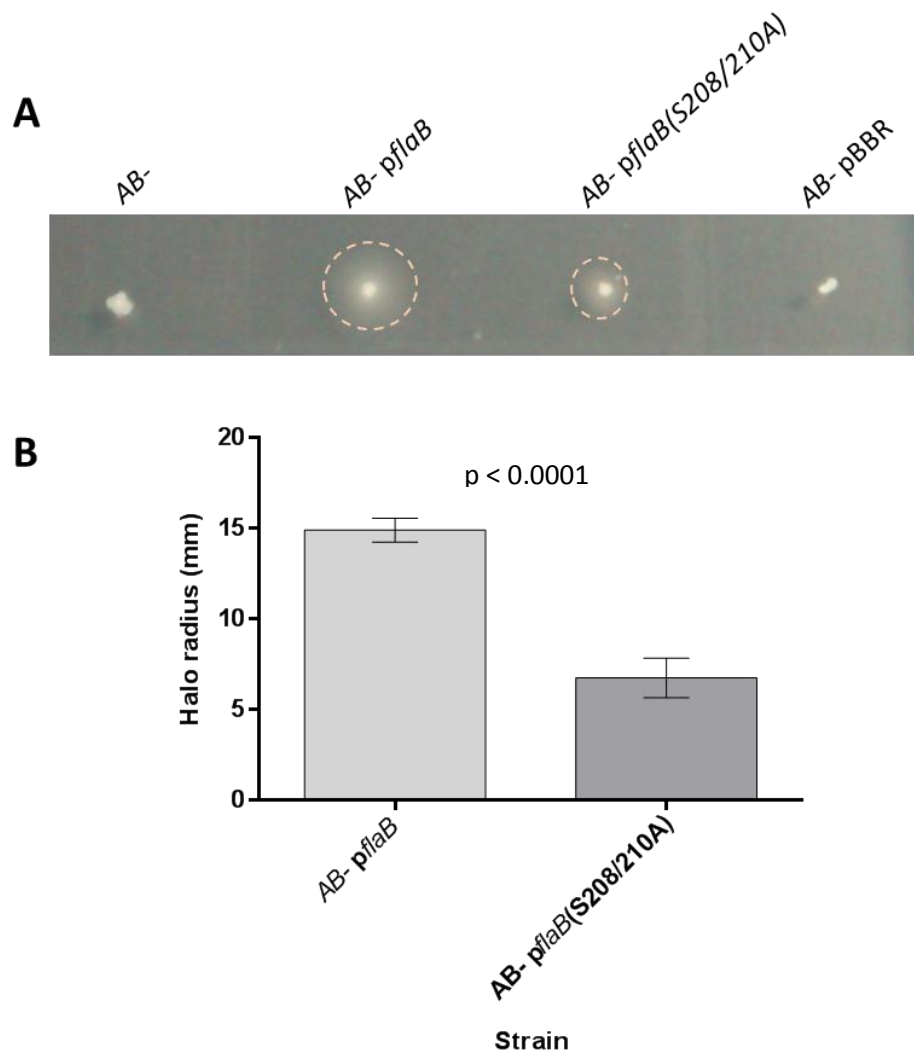 A
AB-
AB- pflaB
AB- pflaB(S208/210A)
AB- pBBR
B
20
15
10
5
0
Halo radius (mm)
p < 0.0001
AB- pflaB
AB- pflaB(S208/210A)
Strain